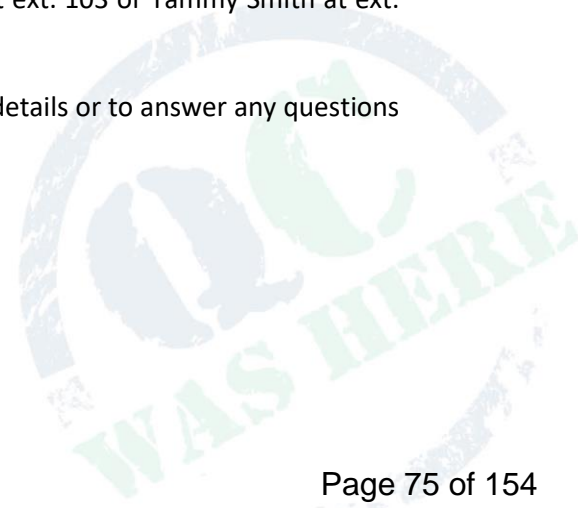 t ext. 103 or Tammy Smith at ext.
details or to answer any questions
QC
WAS HERE
Page 75 of 154